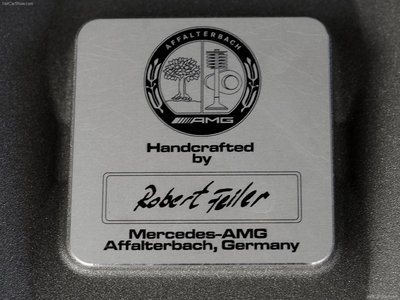 AFFALTERBACH
AMG
Handcrafted
by
Robert Feller
Mercedes-AMG
Affalterbach, Germany